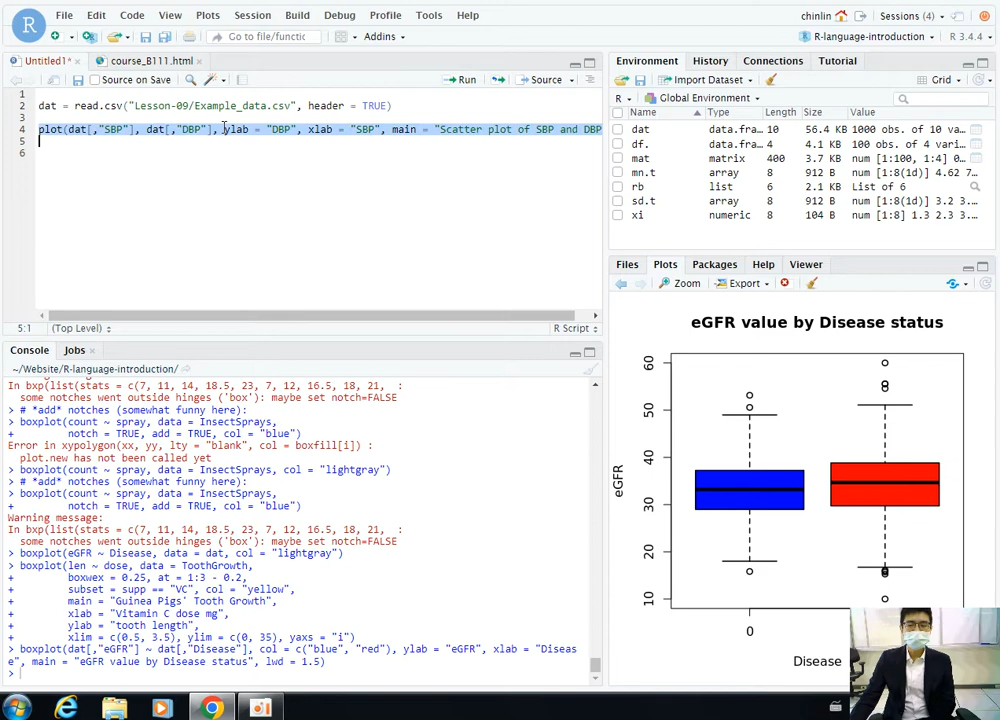 File Edit Code View Plots Session Build Debug Profile Tools Help
chinlin Sessions (4)
R
Go to file/functic Addins
R-language-introduction R 3.4.4
Untitled1* course_B111.html
Source on Save Run Source
1
2 dat = read.csv("Lesson-09/Example_data.csv", header = TRUE)
3
4 plot(dat[,"SBP"], dat[,"DBP"], ylab = "DBP", xlab = "SBP", main = "Scatter plot of SBP and DBP
5
6
5:1 (Top Level) R Script
Console Jobs
~/Website/R-language-introduction/
In bxp(list(stats = c(7, 11, 14, 18.5, 23, 7, 12, 16.5, 18, 21, :
some notches went outside hinges ('box'): maybe set notch=FALSE
> # *add* notches (somewhat funny here):
> boxplot(count ~ spray, data = InsectSprays,
+ notch = TRUE, add = TRUE, col = "blue")
Error in xypolygon(xx, yy, lty = "blank", col = boxfill[i]) :
plot.new has not been called yet
> boxplot(count ~ spray, data = InsectSprays, col = "lightgray")
> # *add* notches (somewhat funny here):
> boxplot(count ~ spray, data = InsectSprays,
+ notch = TRUE, add = TRUE, col = "blue")
Warning message:
In bxp(list(stats = c(7, 11, 14, 18.5, 23, 7, 12, 16.5, 18, 21, :
some notches went outside hinges ('box'): maybe set notch=FALSE
> boxplot(eGFR ~ Disease, data = dat, col = "lightgray")
> boxplot(len ~ dose, data = ToothGrowth,
+ boxwex = 0.25, at = 1:3 - 0.2,
+ subset = supp == "VC", col = "yellow",
+ main = "Guinea Pigs' Tooth Growth",
+ xlab = "Vitamin C dose mg",
+ ylab = "tooth length",
+ xlim = c(0.5, 3.5), ylim = c(0, 35), yaxs = "i")
> boxplot(dat[,"eGFR"] ~ dat[,"Disease"], col = c("blue", "red"), ylab = "eGFR", xlab = "Diseas
e", main = "eGFR value by Disease status", lwd = 1.5)
>
Environment History Connections Tutorial
Import Dataset Grid
R Global Environment
Name Type Length Size Value
dat data.fra… 10 56.4 KB 1000 obs. of 10 va…
df. data.fra… 4 4.1 KB 100 obs. of 4 vari…
mat matrix 400 3.7 KB num [1:100, 1:4] 0.…
mn.t array 8 912 B num [1:8(1d)] 4.62 7…
rb list 6 2.1 KB List of 6
sd.t array 8 912 B num [1:8(1d)] 3.2 3.…
xi numeric 8 104 B num [1:8] 1.3 2.3 3.…
Files Plots Packages Help Viewer
Zoom Export
eGFR value by Disease status
60
50
40
30
20
10
eGFR
0
Disease